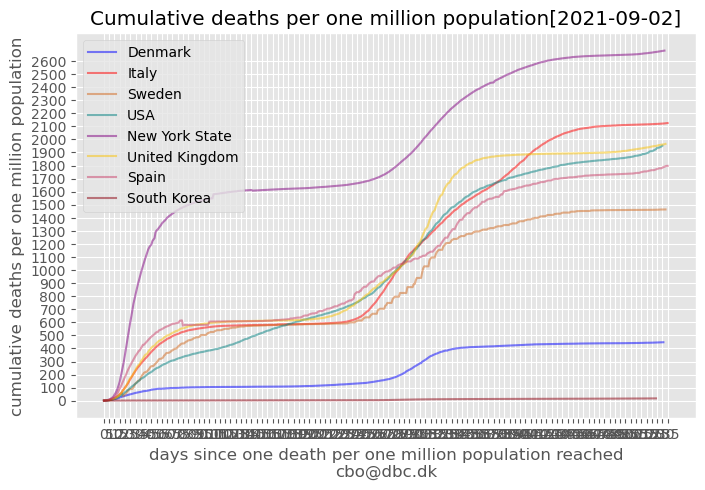 Cumulative deaths per one million population[2021-09-02]
Denmark
Italy
Sweden
USA
New York State
United Kingdom
Spain
South Korea
cumulative deaths per one million population
2600
2500
2400
2300
2200
2100
2000
1900
1800
1700
1600
1500
1400
1300
1200
1100
1000
900
800
700
600
500
400
300
200
100
0
days since one death per one million population reached
cbo@dbc.dk